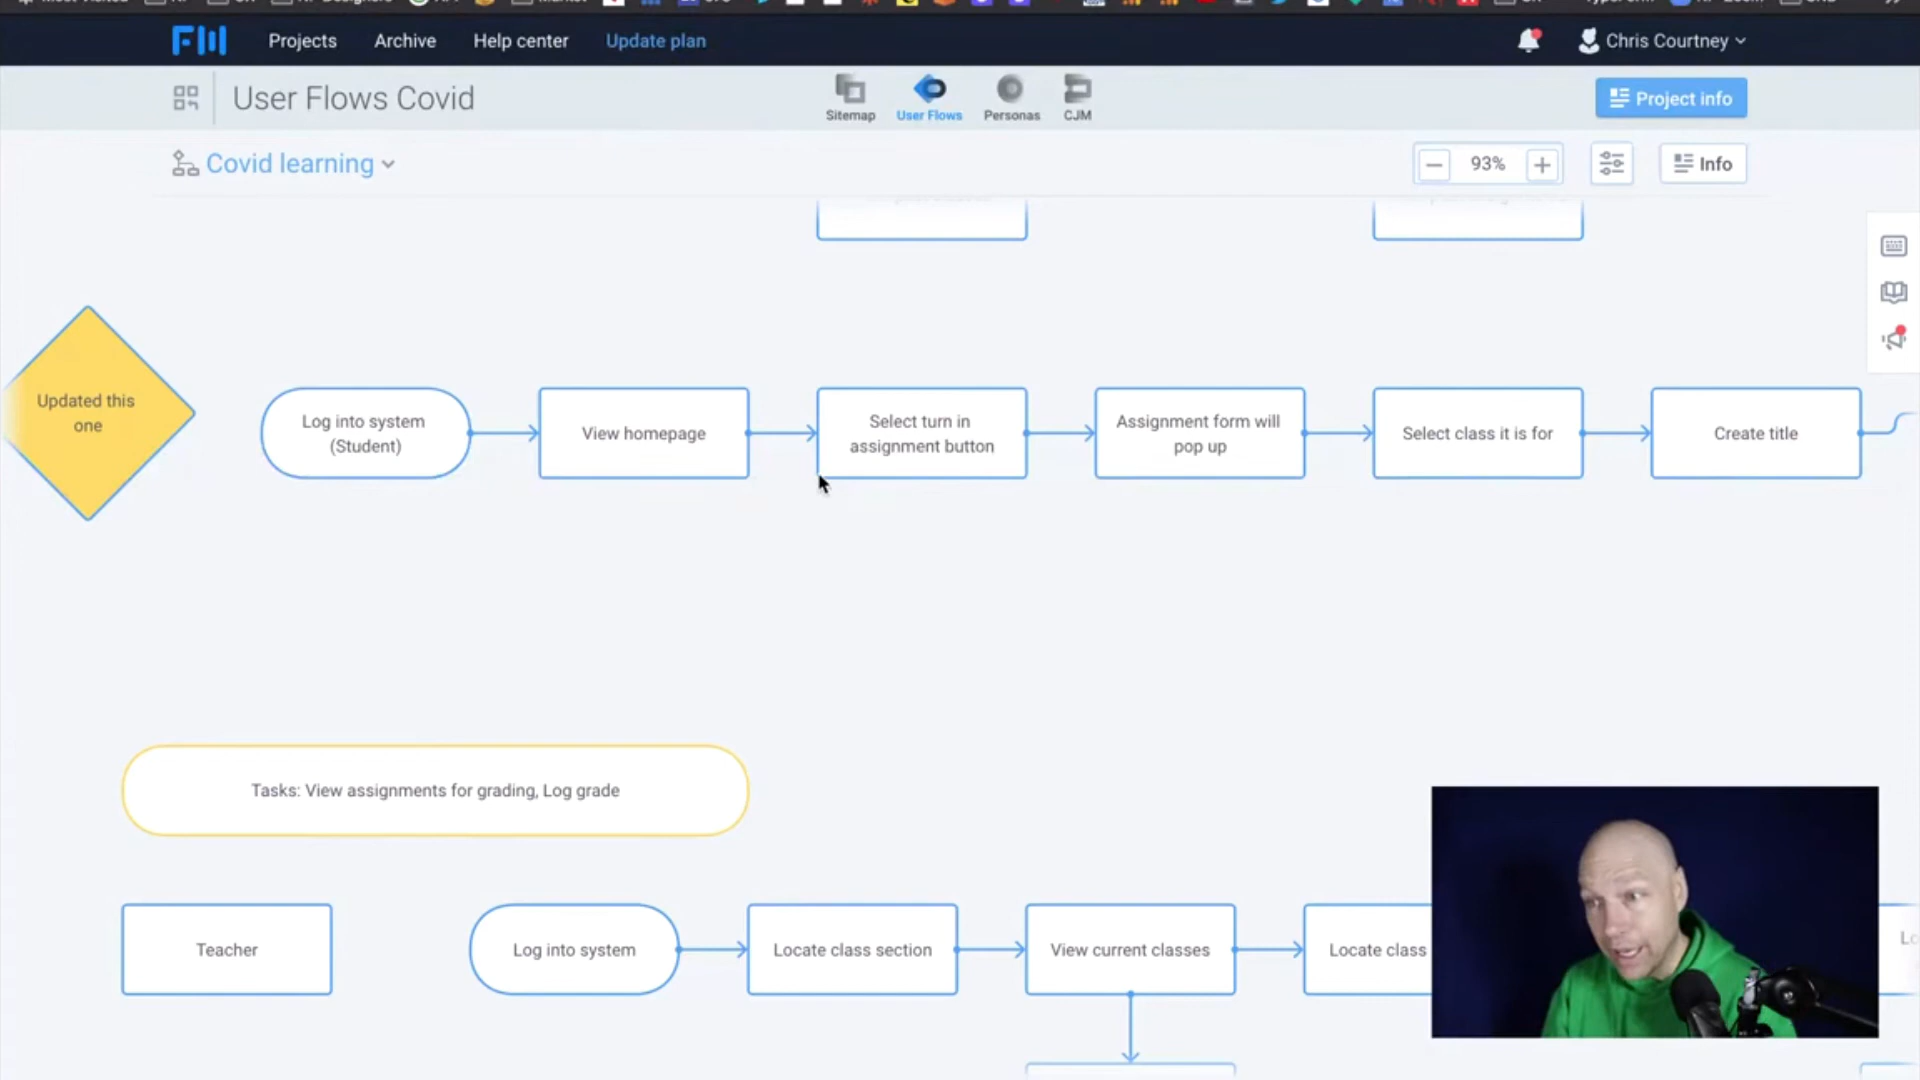 Projects
Archive
Help center
Update plan
Chris Courtney
User Flows Covid
Sitemap
User Flows
Personas
CJM
Project info
Covid learning
93%
Info
Updated this
one
Log into system
(Student)
View homepage
Select turn in
assignment button
Assignment form will
pop up
Select class it is for
Create title
Tasks: View assignments for grading, Log grade
Teacher
Log into system
Locate class section
View current classes
Locate class